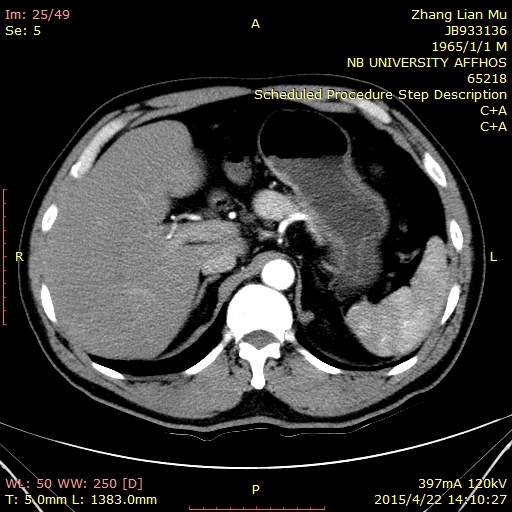 Im: 25/49
Se: 5
A
Zhang Lian Mu
JB933136
1965/1/1 M
NB UNIVERSITY AFFHOS
65218
Scheduled Procedure Step Description
C+A
C+A
R
L
WL: 50 WW: 250 [D]
T: 5.0mm L: 1383.0mm
P
397mA 120kV
2015/4/22 14:10:27